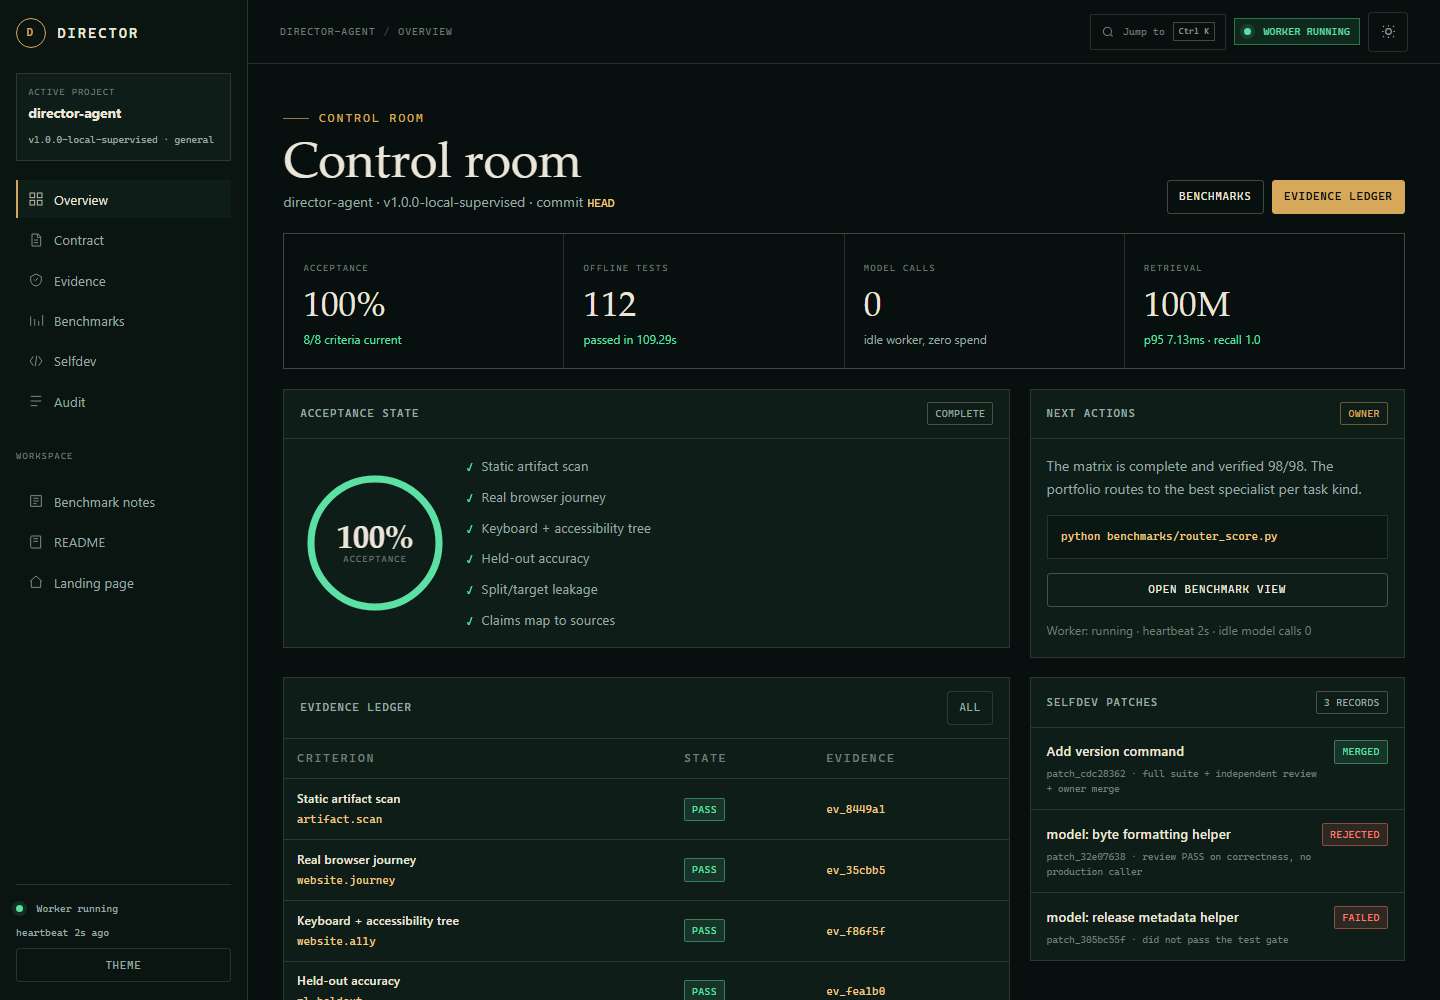 D DIRECTOR
ACTIVE PROJECT
director-agent
v1.0.0-local-supervised · general
Overview
Contract
Evidence
Benchmarks
Selfdev
Audit
WORKSPACE
Benchmark notes
README
Landing page
Worker running
heartbeat 2s ago
THEME
DIRECTOR-AGENT / OVERVIEW
Jump to Ctrl K
WORKER RUNNING
CONTROL ROOM
Control room
director-agent · v1.0.0-local-supervised · commit HEAD
BENCHMARKS
EVIDENCE LEDGER
ACCEPTANCE
100%
8/8 criteria current
OFFLINE TESTS
112
passed in 109.29s
MODEL CALLS
0
idle worker, zero spend
RETRIEVAL
100M
p95 7.13ms · recall 1.0
ACCEPTANCE STATE
COMPLETE
100%
ACCEPTANCE
✓ Static artifact scan
✓ Real browser journey
✓ Keyboard + accessibility tree
✓ Held-out accuracy
✓ Split/target leakage
✓ Claims map to sources
NEXT ACTIONS
OWNER
The matrix is complete and verified 98/98. The
portfolio routes to the best specialist per task kind.
python benchmarks/router_score.py
OPEN BENCHMARK VIEW
Worker: running · heartbeat 2s · idle model calls 0
EVIDENCE LEDGER
ALL
CRITERION STATE EVIDENCE
Static artifact scan
artifact.scan
PASS
ev_8449a1
Real browser journey
website.journey
PASS
ev_35cbb5
Keyboard + accessibility tree
website.a11y
PASS
ev_f86f5f
Held-out accuracy
PASS
ev_fea1b0
SELFDEV PATCHES
3 RECORDS
Add version command
MERGED
patch_cdc28362 · full suite + independent review
+ owner merge
model: byte formatting helper
REJECTED
patch_32e07638 · review PASS on correctness, no
production caller
model: release metadata helper
FAILED
patch_305bc55f · did not pass the test gate